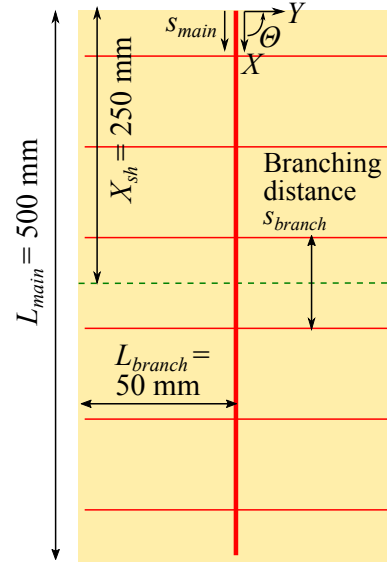 s_main
Y
Θ
X
X_sh = 250 mm
L_main = 500 mm
Branching
distance
s_branch
L_branch =
50 mm